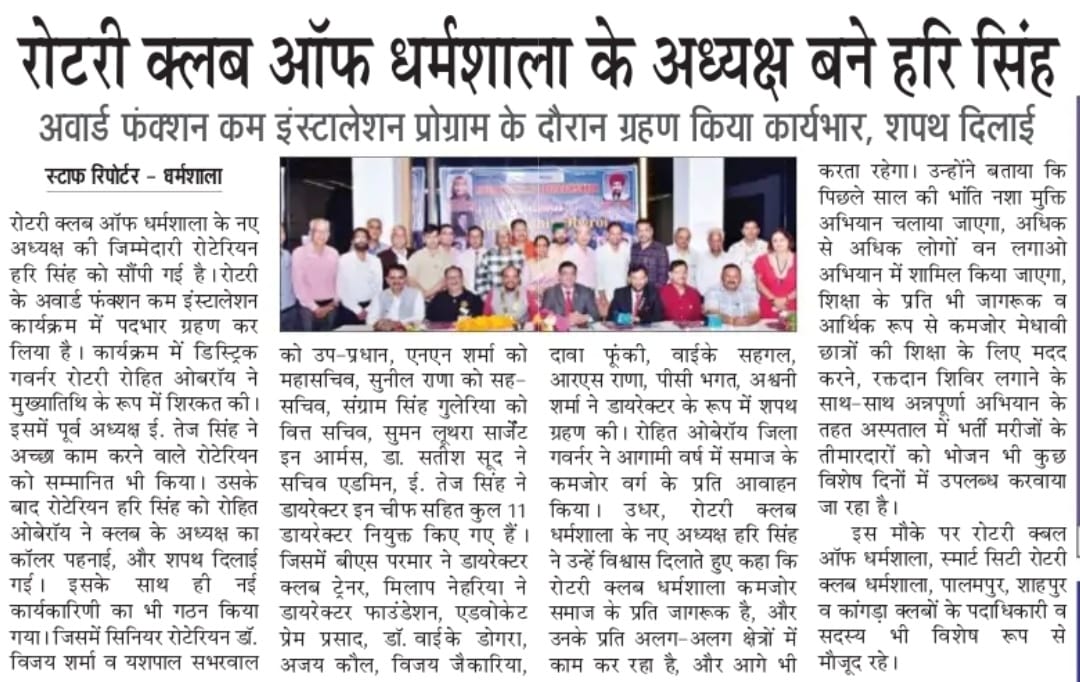 रोटरी क्लब ऑफ धर्मशाला के अध्यक्ष बने हरि सिंह
अवार्ड फंक्शन कम इंस्टालेशन प्रोग्राम के दौरान ग्रहण किया कार्यभार, शपथ दिलाई
स्टाफ रिपोर्टर – धर्मशाला
रोटरी क्लब ऑफ धर्मशाला के नए
अध्यक्ष की जिम्मेदारी रोटेरियन
हरि सिंह को सौंपी गई है। रोटरी
के अवार्ड फंक्शन कम इंस्टालेशन
कार्यक्रम में पदभार ग्रहण कर
लिया है। कार्यक्रम में डिस्ट्रिक
गवर्नर रोटरी रोहित ओबरॉय ने
मुख्यातिथि के रूप में शिरकत की।
इसमें पूर्व अध्यक्ष ई. तेज सिंह ने
अच्छा काम करने वाले रोटेरियन
को सम्मानित भी किया। उसके
बाद रोटेरियन हरि सिंह को रोहित
ओबेरॉय ने क्लब के अध्यक्ष का
कॉलर पहनाई, और शपथ दिलाई
गई। इसके साथ ही नई
कार्यकारिणी का भी गठन किया
गया। जिसमें सिनियर रोटेरियन डॉ.
विजय शर्मा व यशपाल सभरवाल
को उप-प्रधान, एनएन शर्मा को
महासचिव, सुनील राणा को सह-
सचिव, संग्राम सिंह गुलेरिया को
वित्त सचिव, सुमन लूथरा सार्जेंट
इन आर्मस, डा. सतीश सूद ने
सचिव एडमिन, ई. तेज सिंह ने
डायरेक्टर इन चीफ सहित कुल 11
डायरेक्टर नियुक्त किए गए हैं।
जिसमें बीएस परमार ने डायरेक्टर
क्लब ट्रेनर, मिलाप नेहरिया ने
डायरेक्टर फाउंडेशन, एडवोकेट
प्रेम प्रसाद, डॉ. वाईके डोगरा,
अजय कौल, विजय जैकारिया,
दावा फूंकी, वाईके सहगल,
आरएस राणा, पीसी भगत, अश्वनी
शर्मा ने डायरेक्टर के रूप में शपथ
ग्रहण की। रोहित ओबेरॉय जिला
गवर्नर ने आगामी वर्ष में समाज के
कमजोर वर्ग के प्रति आवाहन
किया। उधर, रोटरी क्लब
धर्मशाला के नए अध्यक्ष हरि सिंह
ने उन्हें विश्वास दिलाते हुए कहा कि
रोटरी क्लब धर्मशाला कमजोर
समाज के प्रति जागरूक है, और
उनके प्रति अलग-अलग क्षेत्रों में
काम कर रहा है, और आगे भी
करता रहेगा। उन्होंने बताया कि
पिछले साल की भांति नशा मुक्ति
अभियान चलाया जाएगा, अधिक
से अधिक लोगों वन लगाओ
अभियान में शामिल किया जाएगा,
शिक्षा के प्रति भी जागरूक व
आर्थिक रूप से कमजोर मेधावी
छात्रों की शिक्षा के लिए मदद
करने, रक्तदान शिविर लगाने के
साथ-साथ अन्नपूर्णा अभियान के
तहत अस्पताल में भर्ती मरीजों के
तीमारदारों को भोजन भी कुछ
विशेष दिनों में उपलब्ध करवाया
जा रहा है।
इस मौके पर रोटरी क्बल
ऑफ धर्मशाला, स्मार्ट सिटी रोटरी
क्लब धर्मशाला, पालमपुर, शाहपुर
व कांगड़ा क्लबों के पदाधिकारी व
सदस्य भी विशेष रूप से
मौजूद रहे।